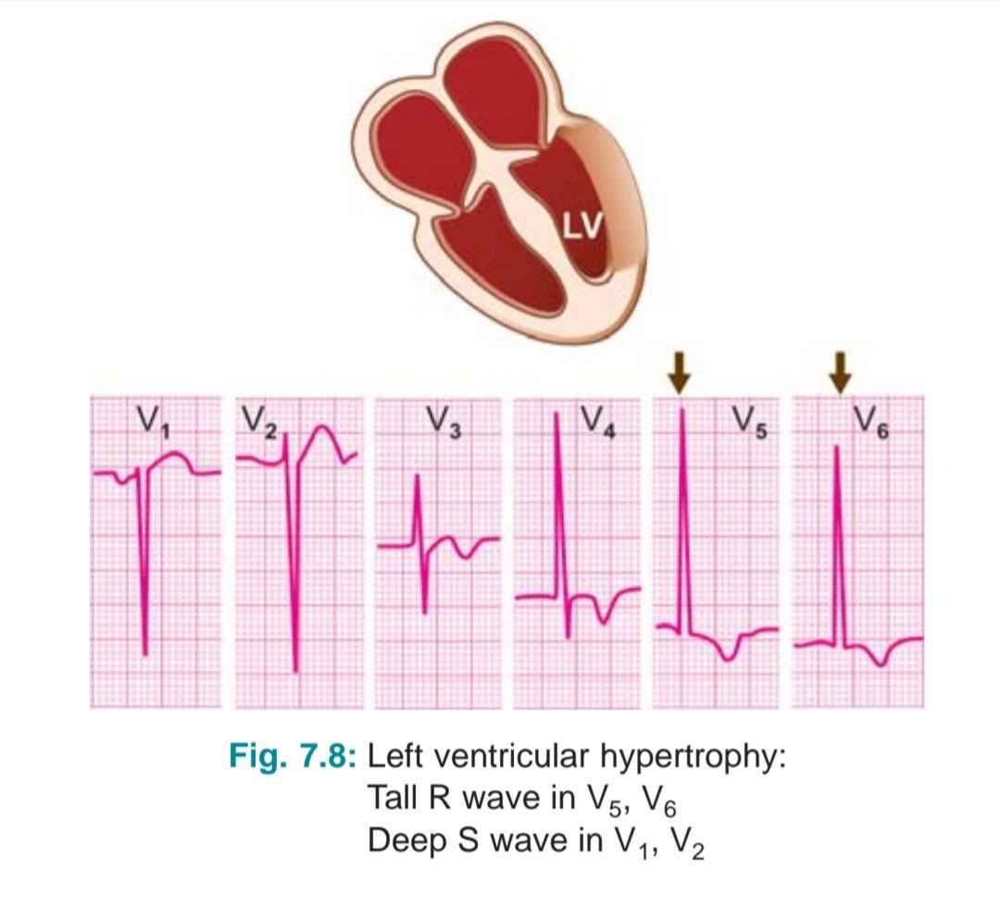 LV
V1 V2 V3 V4 V5 V6
Fig. 7.8: Left ventricular hypertrophy:
Tall R wave in V5, V6
Deep S wave in V1, V2